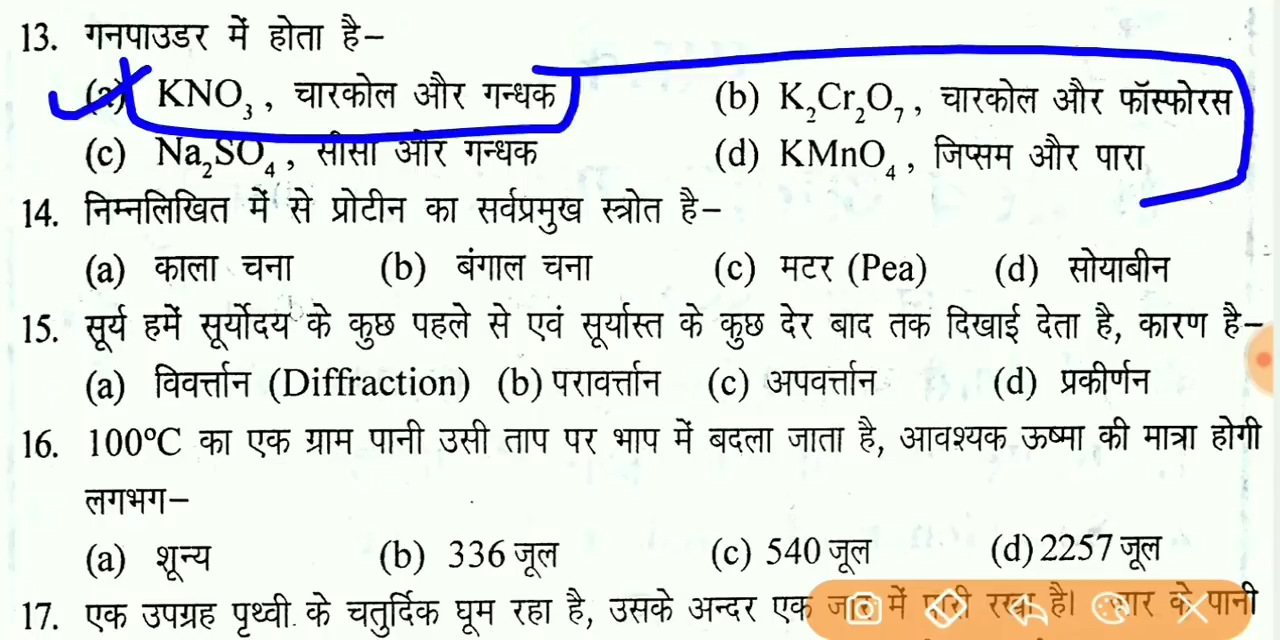 13. गनपाउडर में होता है–
(a) KNO₃, चारकोल और गन्धक (b) K₂Cr₂O₇, चारकोल और फॉस्फोरस
(c) Na₂SO₄, सीसा और गन्धक (d) KMnO₄, जिप्सम और पारा
14. निम्नलिखित में से प्रोटीन का सर्वप्रमुख स्त्रोत है–
(a) काला चना (b) बंगाल चना (c) मटर (Pea) (d) सोयाबीन
15. सूर्य हमें सूर्योदय के कुछ पहले से एवं सूर्यास्त के कुछ देर बाद तक दिखाई देता है, कारण है–
(a) विवर्त्तान (Diffraction) (b) परावर्त्तान (c) अपवर्त्तान (d) प्रकीर्णन
16. 100°C का एक ग्राम पानी उसी ताप पर भाप में बदला जाता है, आवश्यक ऊष्मा की मात्रा होगी
लगभग–
(a) शून्य (b) 336 जूल (c) 540 जूल (d) 2257 जूल
17. एक उपग्रह पृथ्वी के चतुर्दिक घूम रहा है, उसके अन्दर एक में है। के पानी